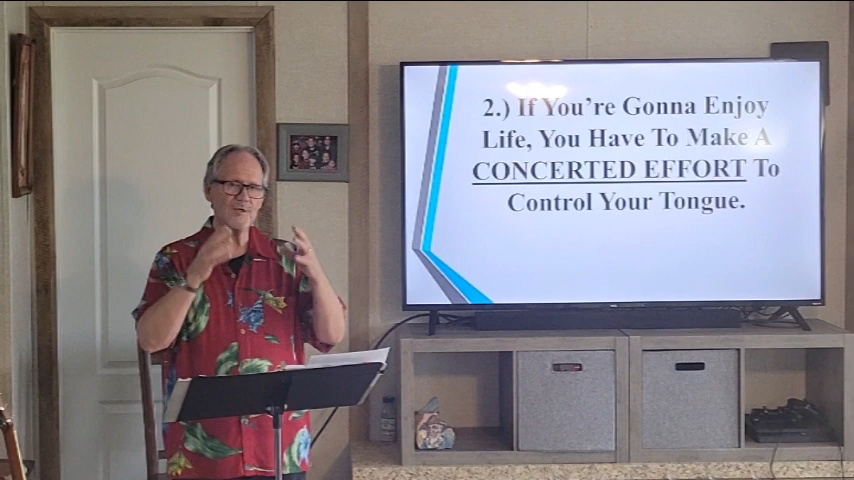 2.) If You're Gonna Enjoy
Life, You Have To Make A
CONCERTED EFFORT To
Control Your Tongue.